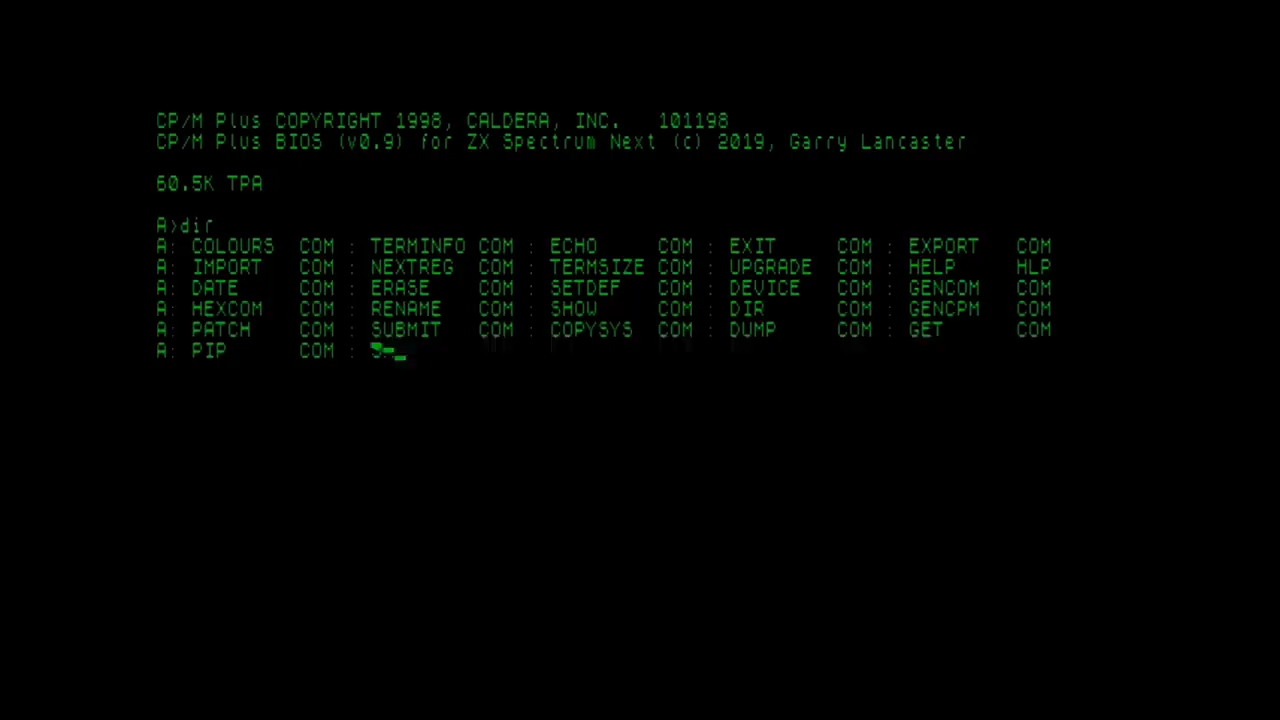 CP/M Plus COPYRIGHT 1998, CALDERA, INC.   101198
CP/M Plus BIOS (v0.9) for ZX Spectrum Next (c) 2019, Garry Lancaster
60.5K TPA
A>dir
A: COLOURS  COM : TERMINFO COM : ECHO     COM : EXIT     COM : EXPORT   COM
A: IMPORT   COM : NEXTREG  COM : TERMSIZE COM : UPGRADE  COM : HELP     HLP
A: DATE     COM : ERASE    COM : SETDEF   COM : DEVICE   COM : GENCOM   COM
A: HEXCOM   COM : RENAME   COM : SHOW     COM : DIR      COM : GENCPM   COM
A: PATCH    COM : SUBMIT   COM : COPYSYS  COM : DUMP     COM : GET      COM
A: PIP      COM :